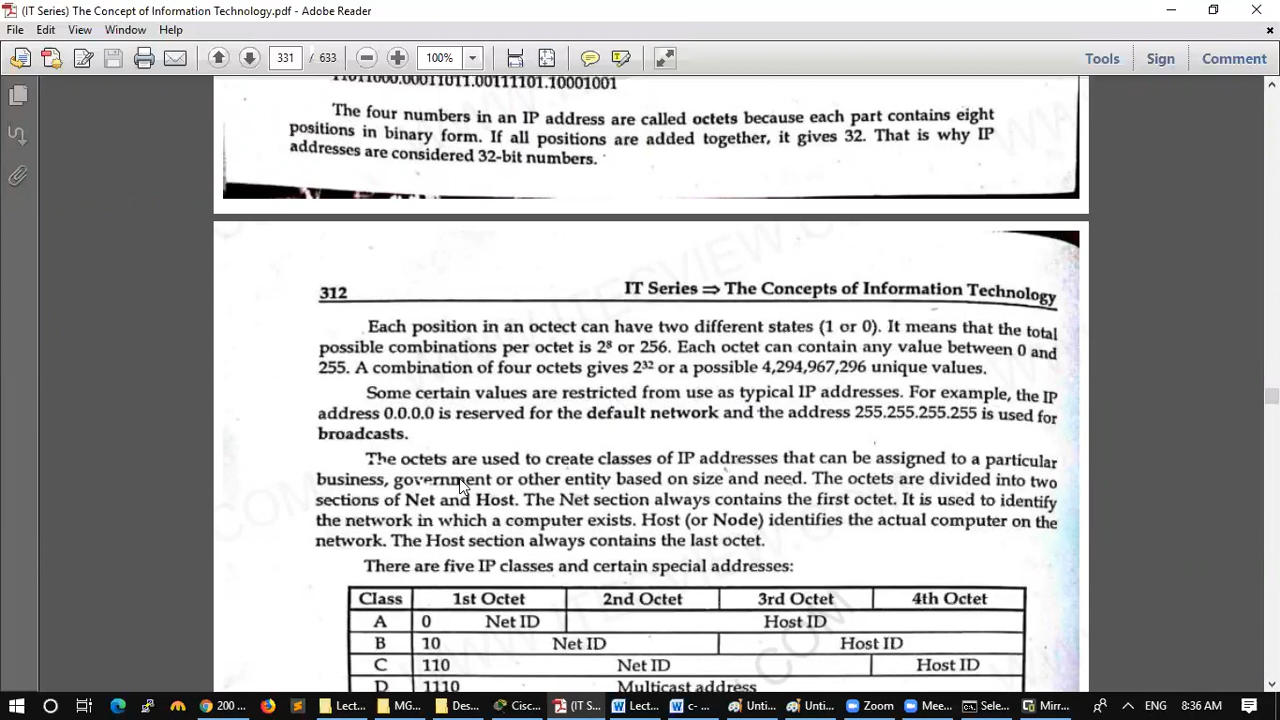 (IT Series) The Concept of Information Technology.pdf - Adobe Reader
File Edit View Window Help
331 / 633 100% Tools Sign Comment
11011000.00011011.00111101.10001001
The four numbers in an IP address are called octets because each part contains eight
positions in binary form. If all positions are added together, it gives 32. That is why IP
addresses are considered 32-bit numbers.
312 IT Series ⇒ The Concepts of Information Technology
Each position in an octect can have two different states (1 or 0). It means that the total
possible combinations per octet is 2⁸ or 256. Each octet can contain any value between 0 and
255. A combination of four octets gives 2³² or a possible 4,294,967,296 unique values.
Some certain values are restricted from use as typical IP addresses. For example, the IP
address 0.0.0.0 is reserved for the default network and the address 255.255.255.255 is used for
broadcasts.
The octets are used to create classes of IP addresses that can be assigned to a particular
business, government or other entity based on size and need. The octets are divided into two
sections of Net and Host. The Net section always contains the first octet. It is used to identify
the network in which a computer exists. Host (or Node) identifies the actual computer on the
network. The Host section always contains the last octet.
There are five IP classes and certain special addresses:
Class 1st Octet 2nd Octet 3rd Octet 4th Octet
A 0 Net ID Host ID
B 10 Net ID Host ID
C 110 Net ID Host ID
D 1110 Multicast address
200 ... Lect... MG... Des... Cisc... (IT S... Lect... c- ... Unti... Unti... Zoom Mee... Sele... Mirr... ENG 8:36 AM